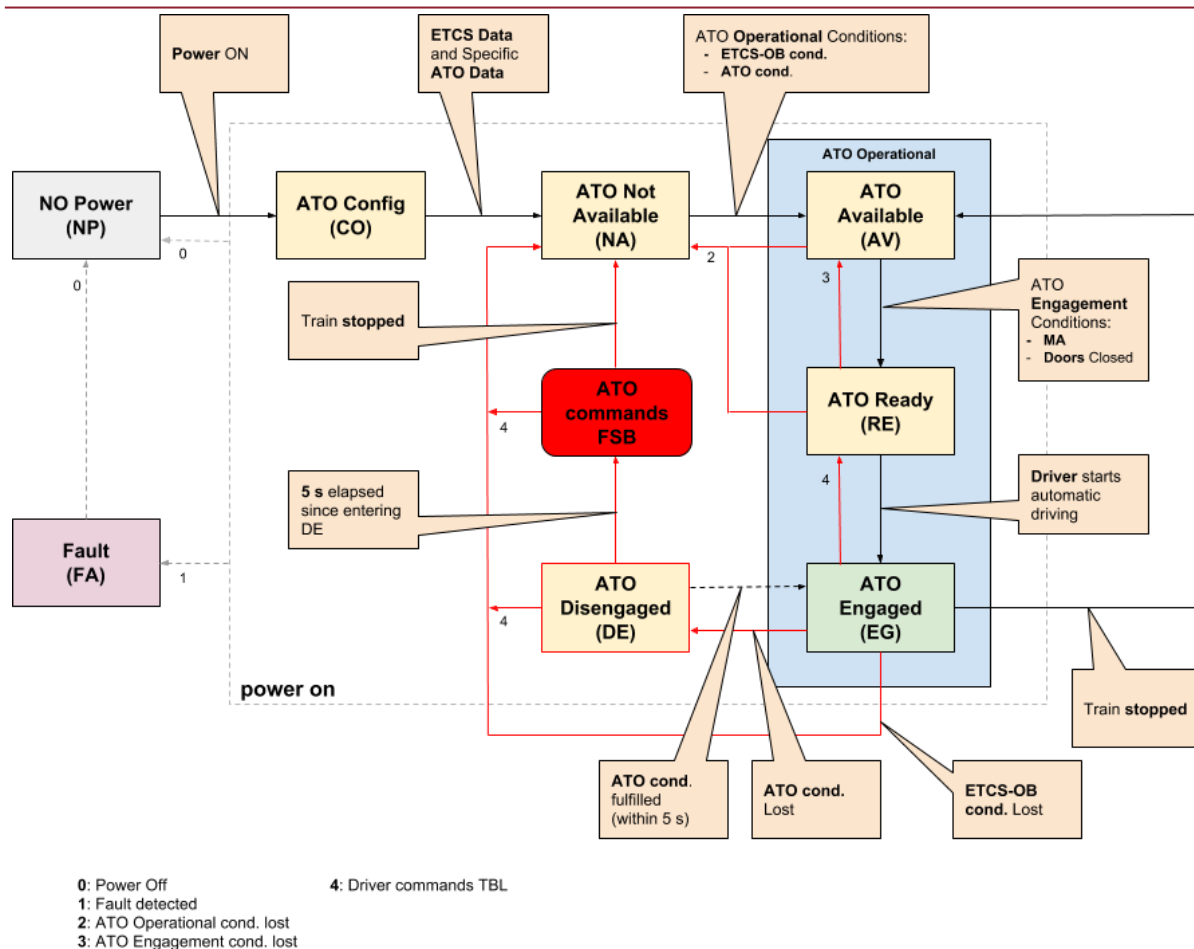 Power ON
ETCS Data
and Specific
ATO Data
ATO Operational Conditions:
- ETCS-OB cond.
- ATO cond.
ATO Operational
NO Power
(NP)
ATO Config
(CO)
ATO Not
Available
(NA)
ATO
Available
(AV)
0
0
2
3
Train stopped
ATO
Engagement
Conditions:
- MA
- Doors Closed
ATO
commands
FSB
ATO Ready
(RE)
4
4
5 s elapsed
since entering
DE
Driver starts
automatic
driving
Fault
(FA)
1
ATO
Disengaged
(DE)
ATO
Engaged
(EG)
4
power on
Train stopped
ATO cond.
fulfilled
(within 5 s)
ATO cond.
Lost
ETCS-OB
cond. Lost
0: Power Off
1: Fault detected
2: ATO Operational cond. lost
3: ATO Engagement cond. lost
4: Driver commands TBL